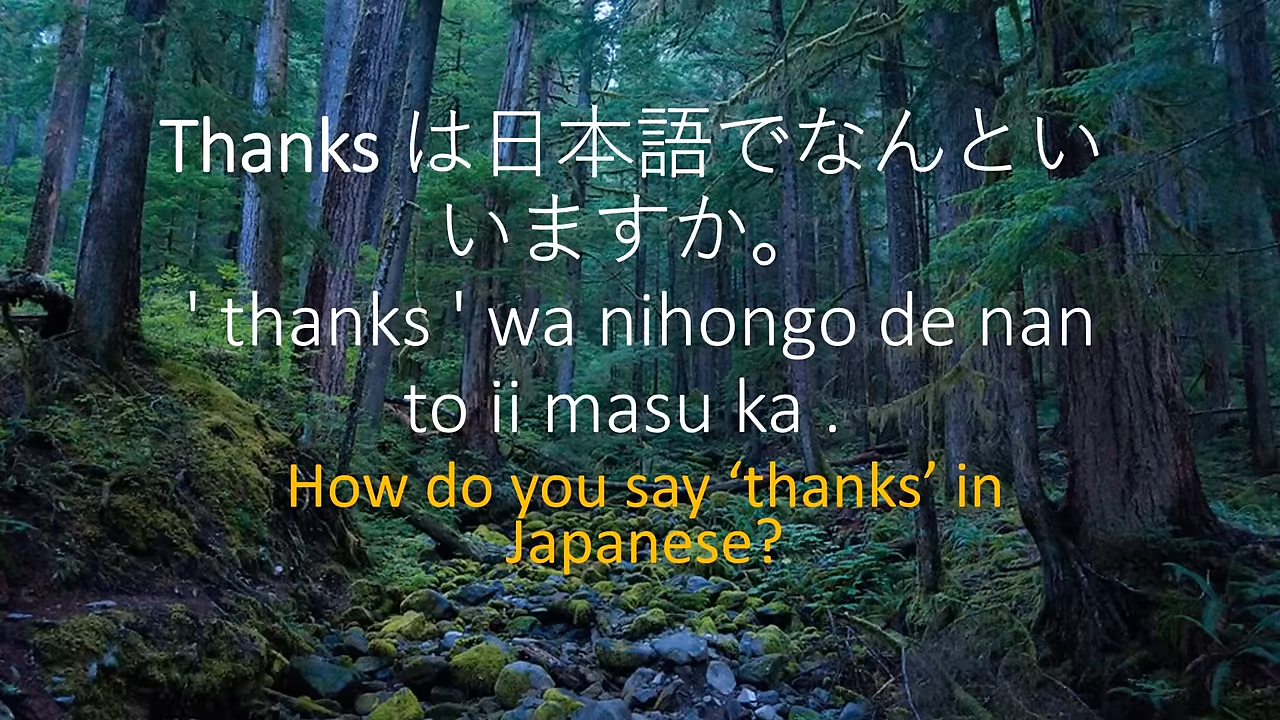 Thanks は日本語でなんとい
いますか。
' thanks ' wa nihongo de nan
to ii masu ka .
How do you say ‘thanks’ in
Japanese?